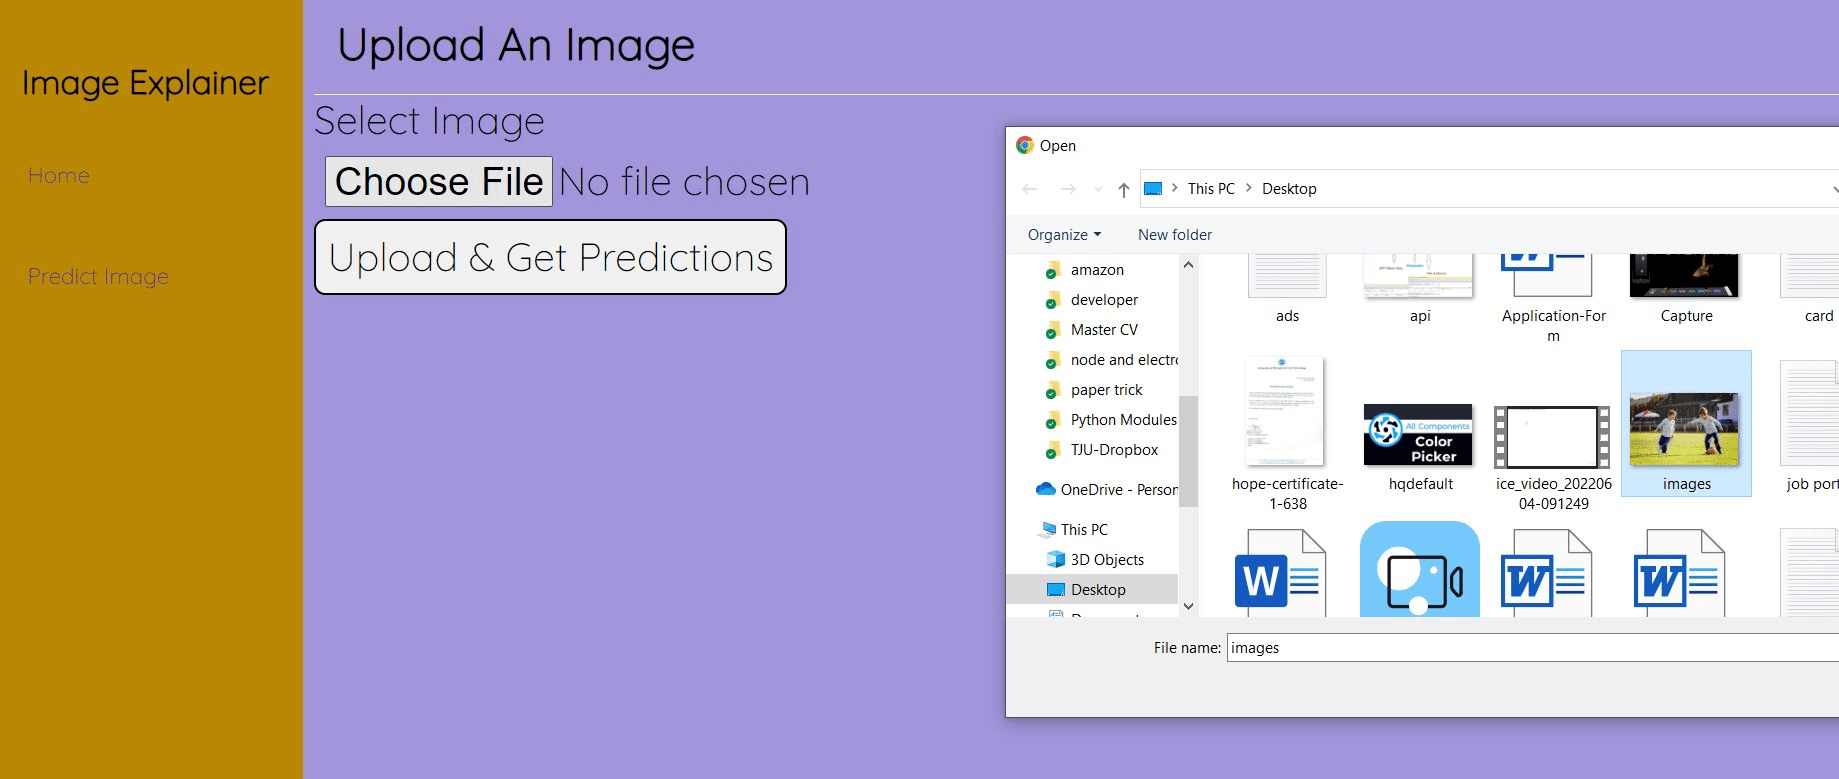 Image Explainer
Home
Predict Image
Upload An Image
Select Image
Choose File No file chosen
Upload & Get Predictions
Open
This PC > Desktop
Organize
New folder
amazon
developer
Master CV
node and electr
paper trick
Python Modules
TJU-Dropbox
OneDrive - Person
This PC
3D Objects
Desktop
ads
api
Application-For
m
Capture
card
All Components
Color
Picker
hope-certificate-
1-638
hqdefault
ice_video_202206
04-091249
images
job port
W
W
W
File name: images